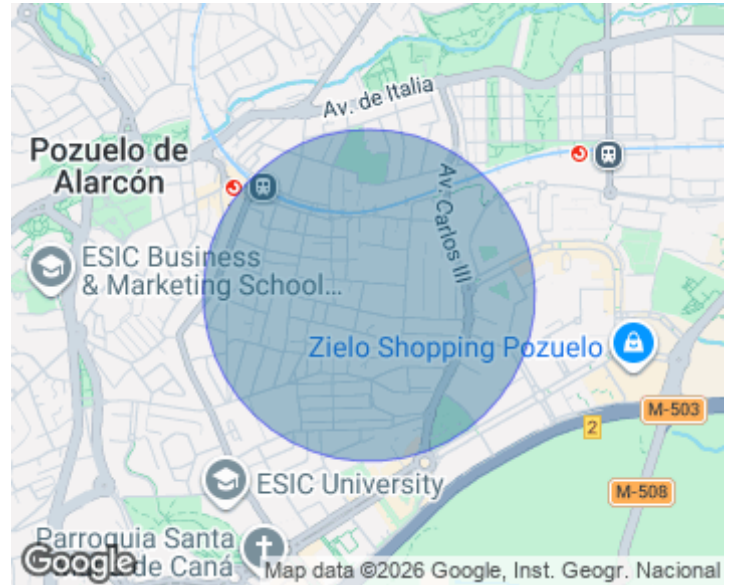 Av. de Italia
Pozuelo de
Alarcón
Av. Carlos III
ESIC Business
& Marketing School...
Zielo Shopping Pozuelo
M-503
2
M-508
ESIC University
Parroquia Santa
de Caná
Google
Map data ©2026 Google, Inst. Geogr. Nacional